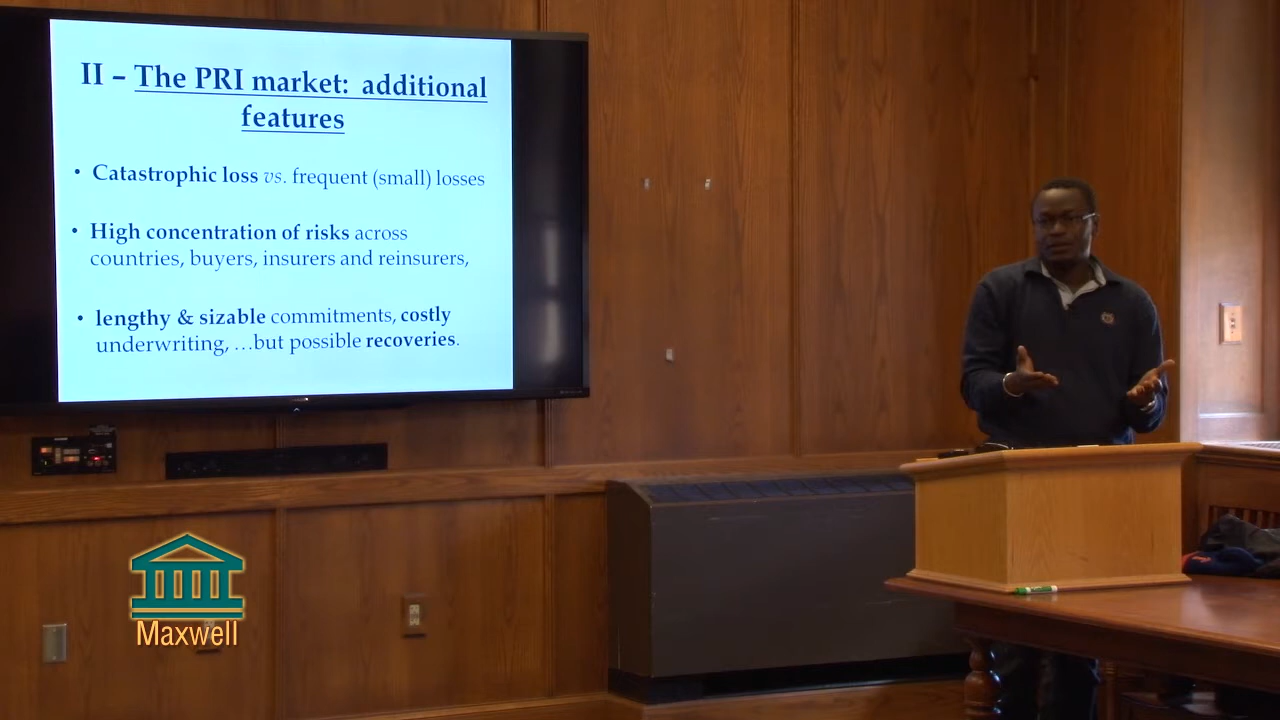 II – The PRI market: additional
features
• Catastrophic loss vs. frequent (small) losses
• High concentration of risks across
countries, buyers, insurers and reinsurers,
• lengthy & sizable commitments, costly
underwriting, …but possible recoveries.
Maxwell